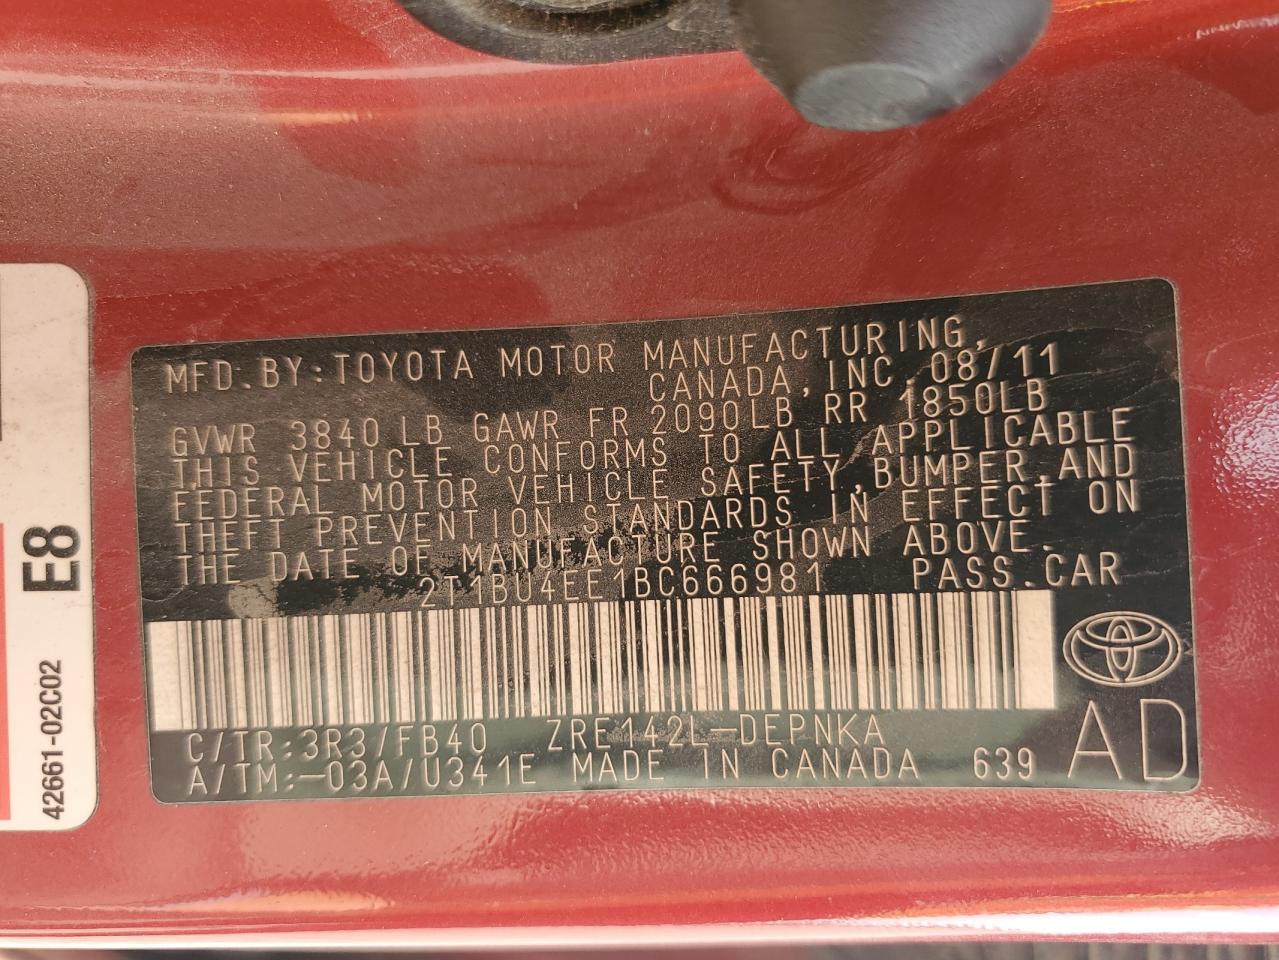 MFD.BY:TOYOTA MOTOR MANUFACTURING,
CANADA,INC.08/11
GVWR 3840 LB GAWR FR 2090LB RR 1850LB
THIS VEHICLE CONFORMS TO ALL APPLICABLE
FEDERAL MOTOR VEHICLE SAFETY,BUMPER,AND
THEFT PREVENTION STANDARDS IN EFFECT ON
THE DATE OF MANUFACTURE SHOWN ABOVE.
2T1BU4EE1BC666981 PASS.CAR
C/TR:3R3/FB40 ZRE142L-DEPNKA
A/TM:-03A/U341E MADE IN CANADA 639
AD
E8
42661-02C02